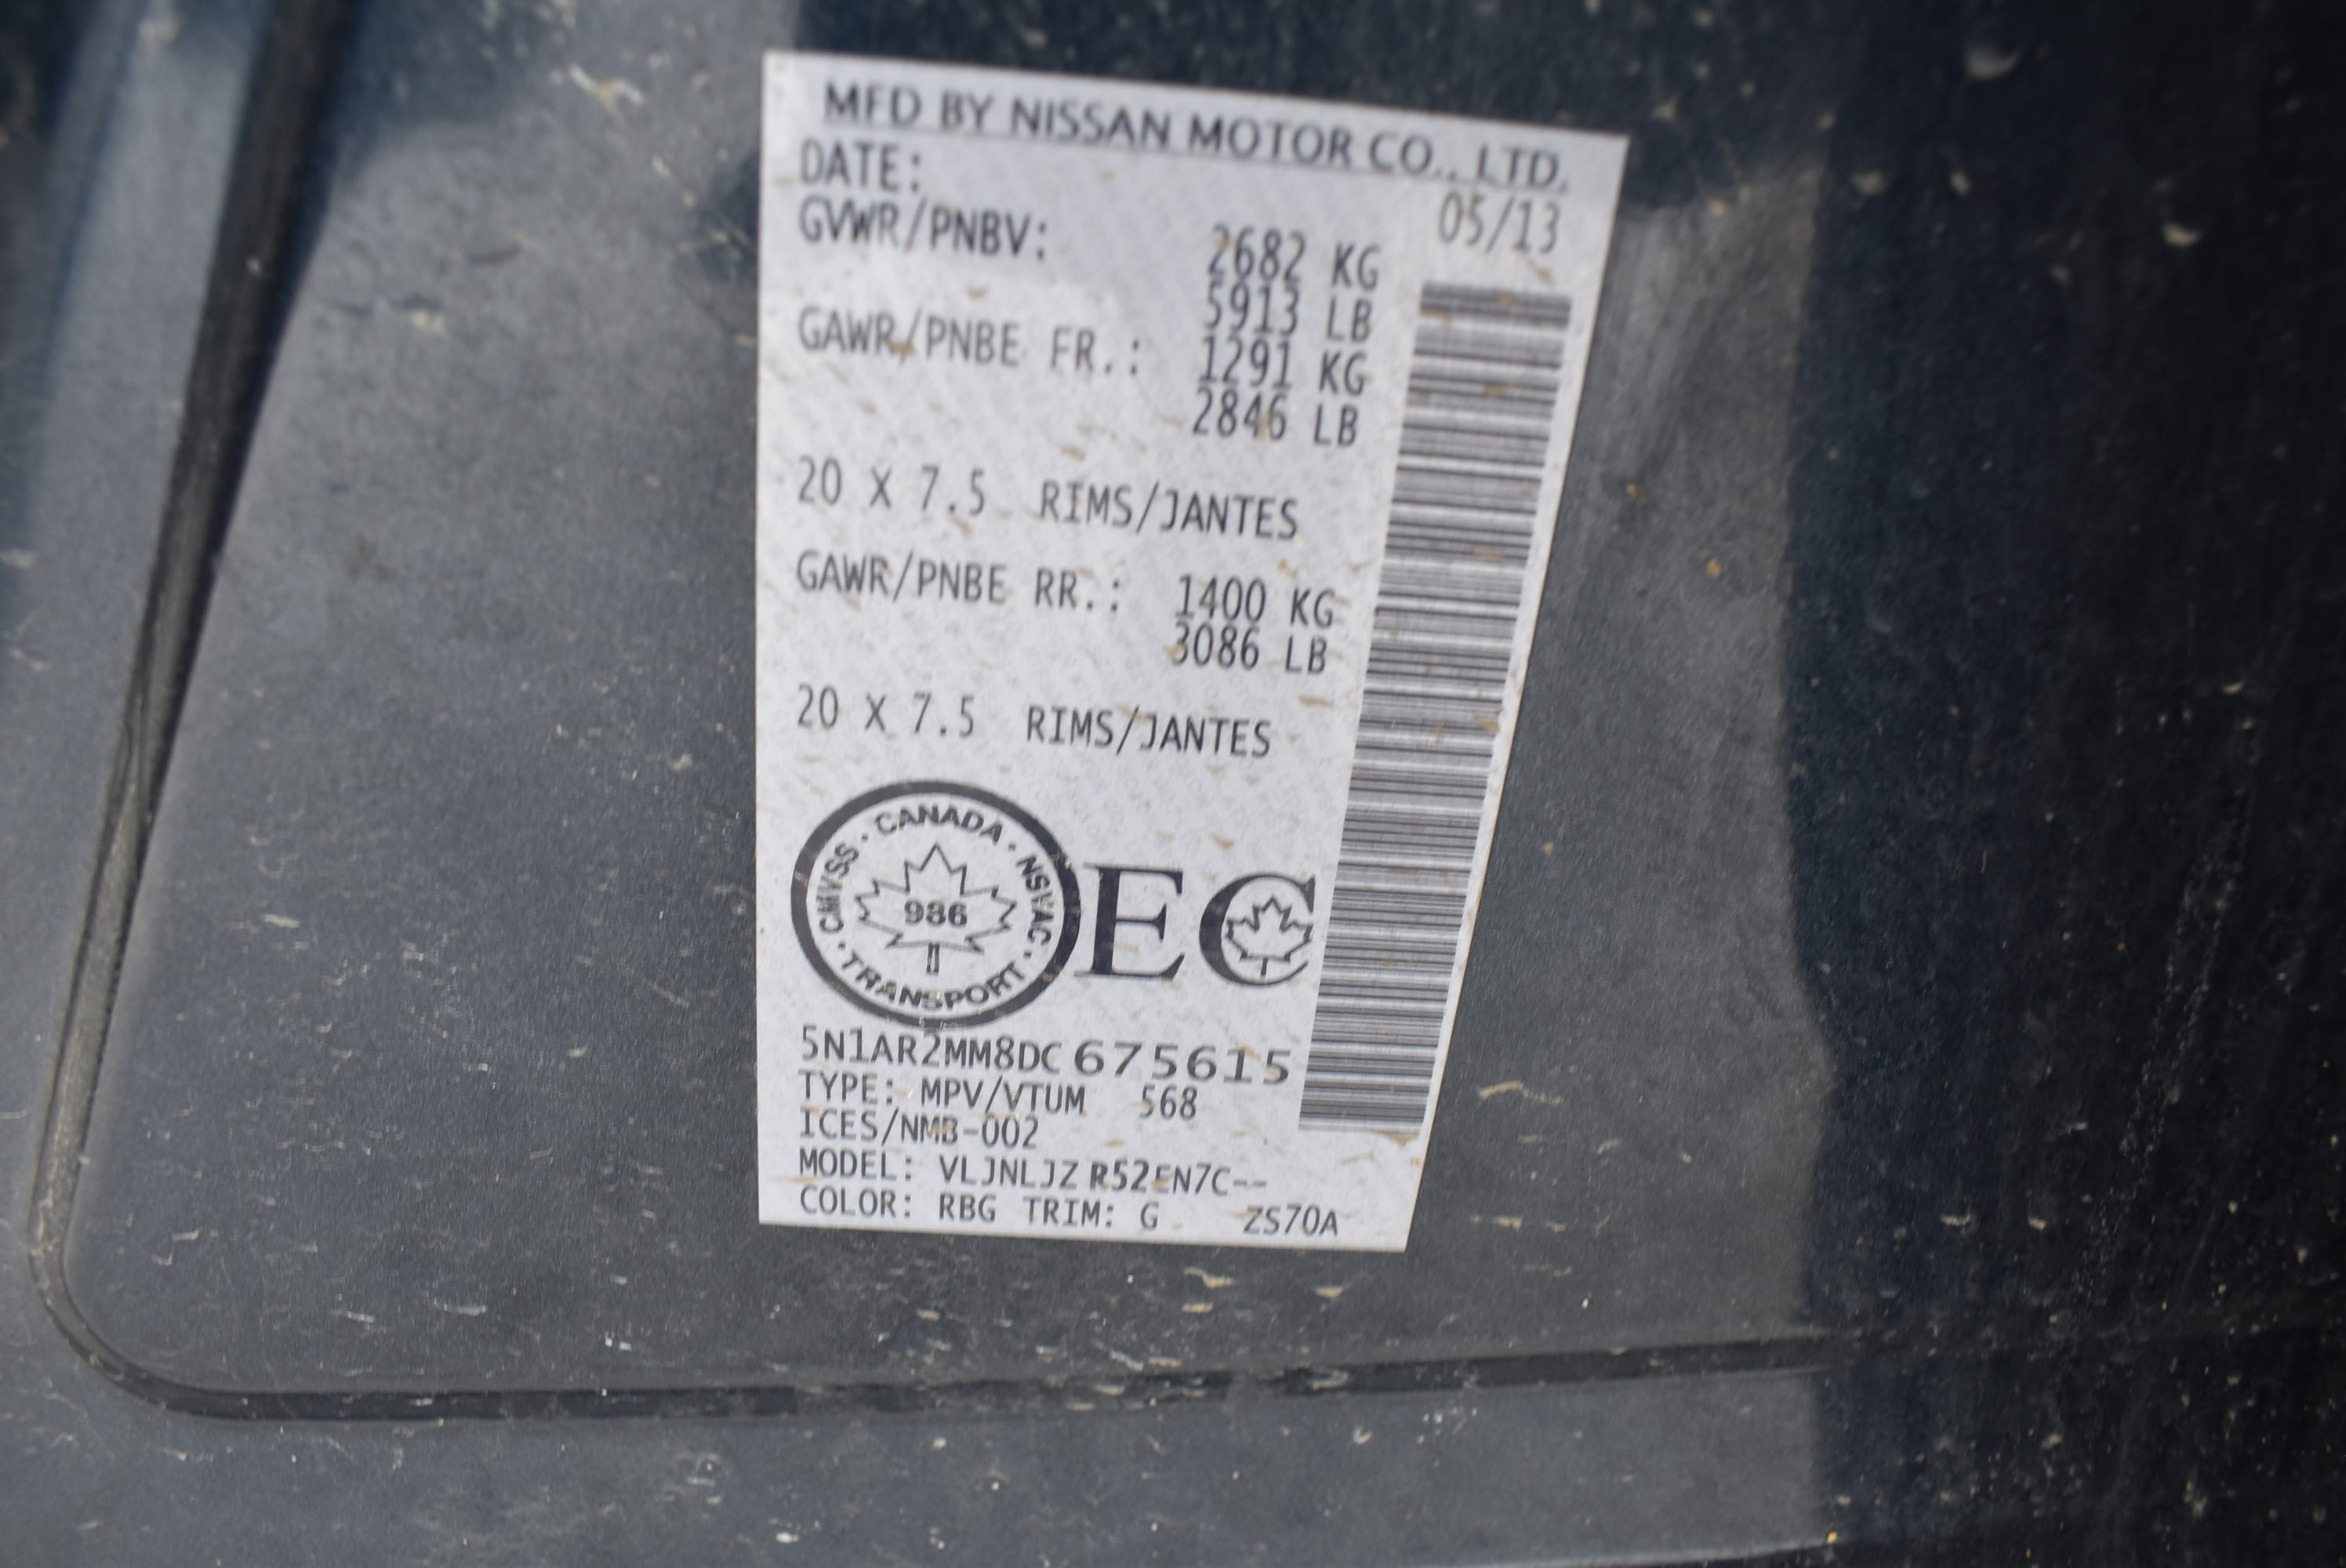 MFD BY NISSAN MOTOR CO., LTD.
DATE: 05/13
GVWR/PNBV: 2682 KG
5913 LB
GAWR/PNBE FR.: 1291 KG
2846 LB
20 X 7.5 RIMS/JANTES
GAWR/PNBE RR.: 1400 KG
3086 LB
20 X 7.5 RIMS/JANTES
CANADA · NSVAC · TRANSPORT · CMVSS ·
986
EC
5N1AR2MM8DC675615
TYPE: MPV/VTUM 568
ICES/NMB-002
MODEL: VLJNLJZ R52EN7C--
COLOR: RBG TRIM: G ZS70A